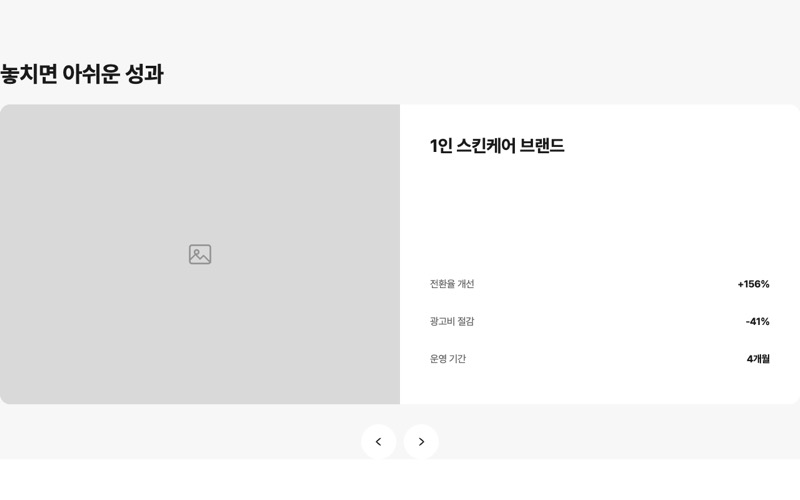 놓치면 아쉬운 성과
1인 스킨케어 브랜드
전환율 개선 +156%
광고비 절감 -41%
운영 기간 4개월